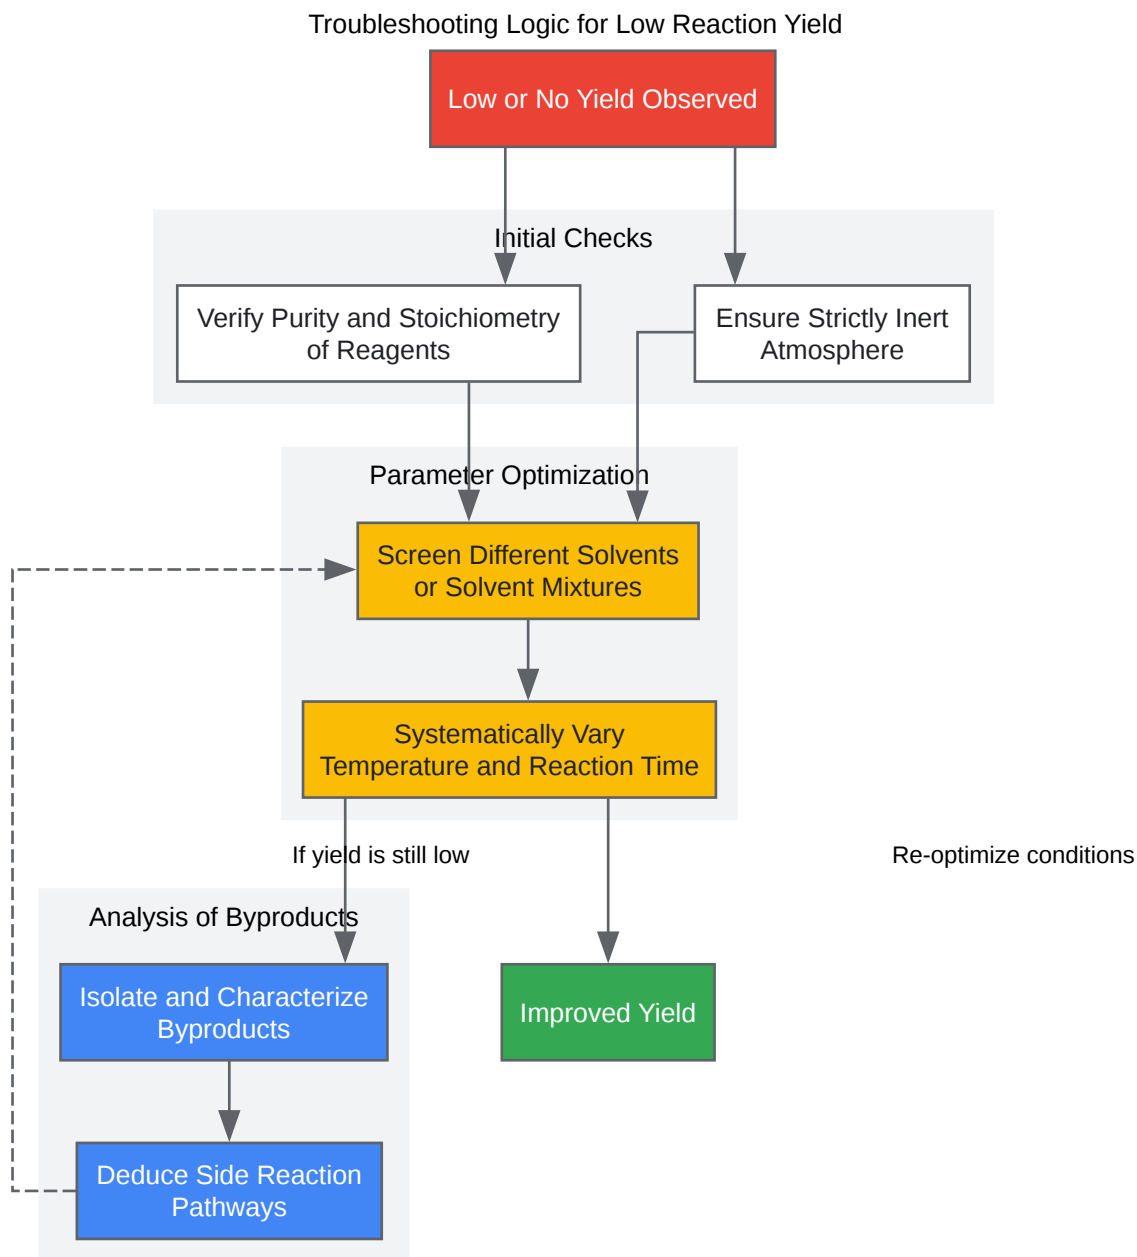 Troubleshooting Logic for Low Reaction Yield
Low or No Yield Observed
Initial Checks
Verify Purity and Stoichiometry
of Reagents
Ensure Strictly Inert
Atmosphere
Parameter Optimization
Screen Different Solvents
or Solvent Mixtures
Systematically Vary
Temperature and Reaction Time
If yield is still low
Re-optimize conditions
Analysis of Byproducts
Isolate and Characterize
Byproducts
Improved Yield
Deduce Side Reaction
Pathways